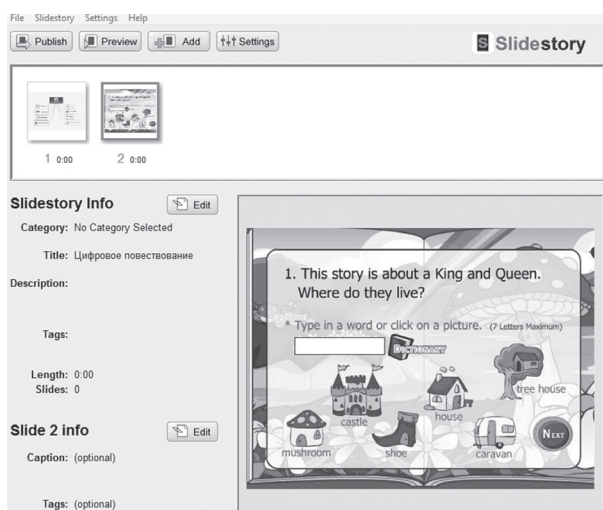 File Slidestory Settings Help
Publish Preview Add Settings
S Slidestory
1 0:00 2 0:00
Slidestory Info Edit
Category: No Category Selected
Title: Цифровое повествование
Description:
Tags:
Length: 0:00
Slides: 0
Slide 2 info Edit
Caption: (optional)
Tags: (optional)
1. This story is about a King and Queen.
Where do they live?
* Type in a word or click on a picture. (7 Letters Maximum)
DICTIONARY
tree house
castle
house
mushroom
shoe
caravan
NEXT